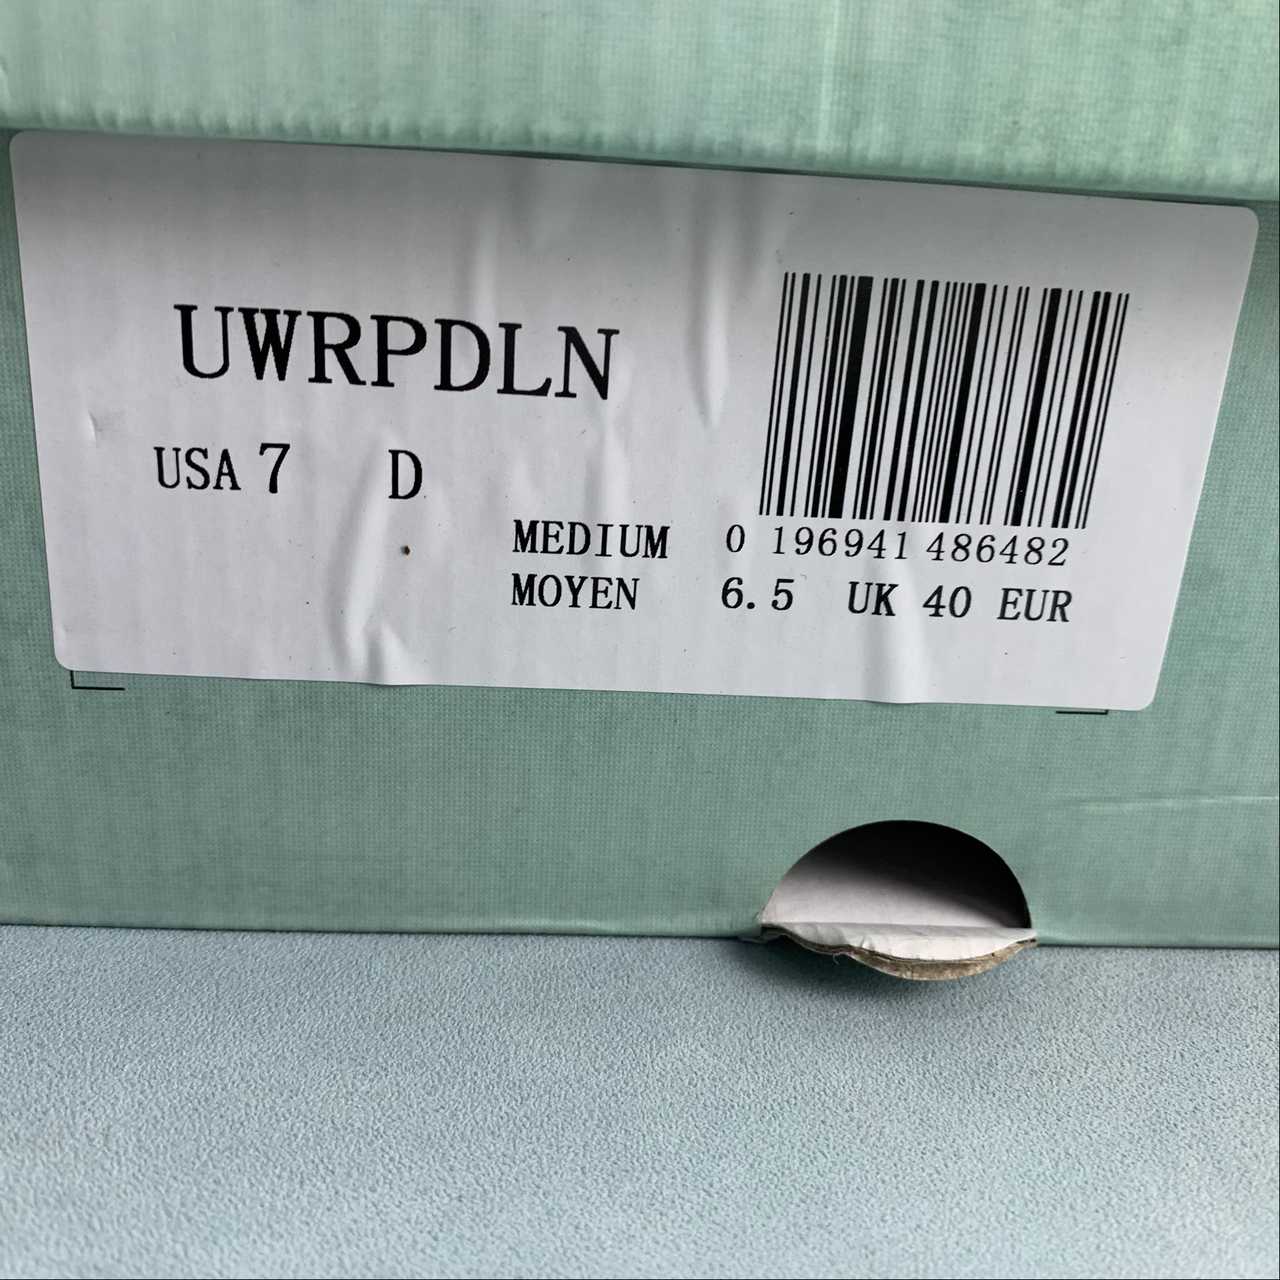 UWRPDLN
USA 7 D
MEDIUM 0 196941 486482
MOYEN 6.5 UK 40 EUR